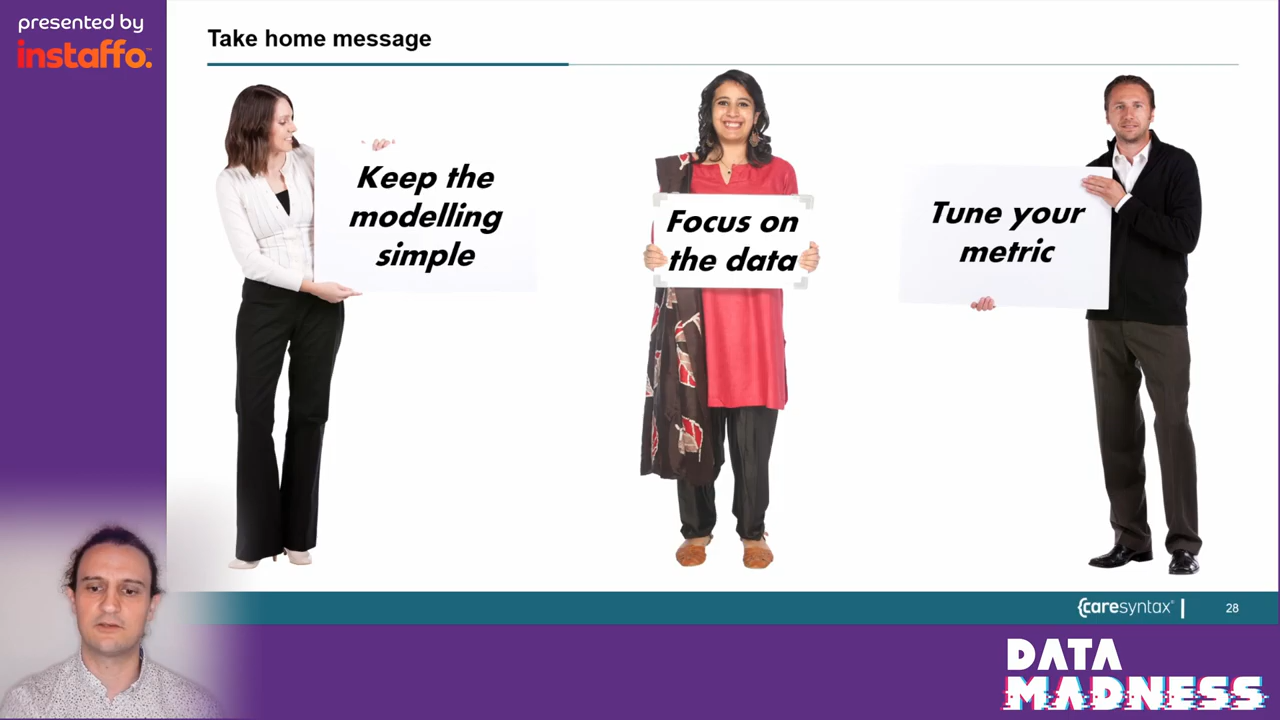 presented by
instaffo.
Take home message
Keep the
modelling
simple
Focus on
the data
Tune your
metric
{caresyntax® |
28
DATA
MADNESS